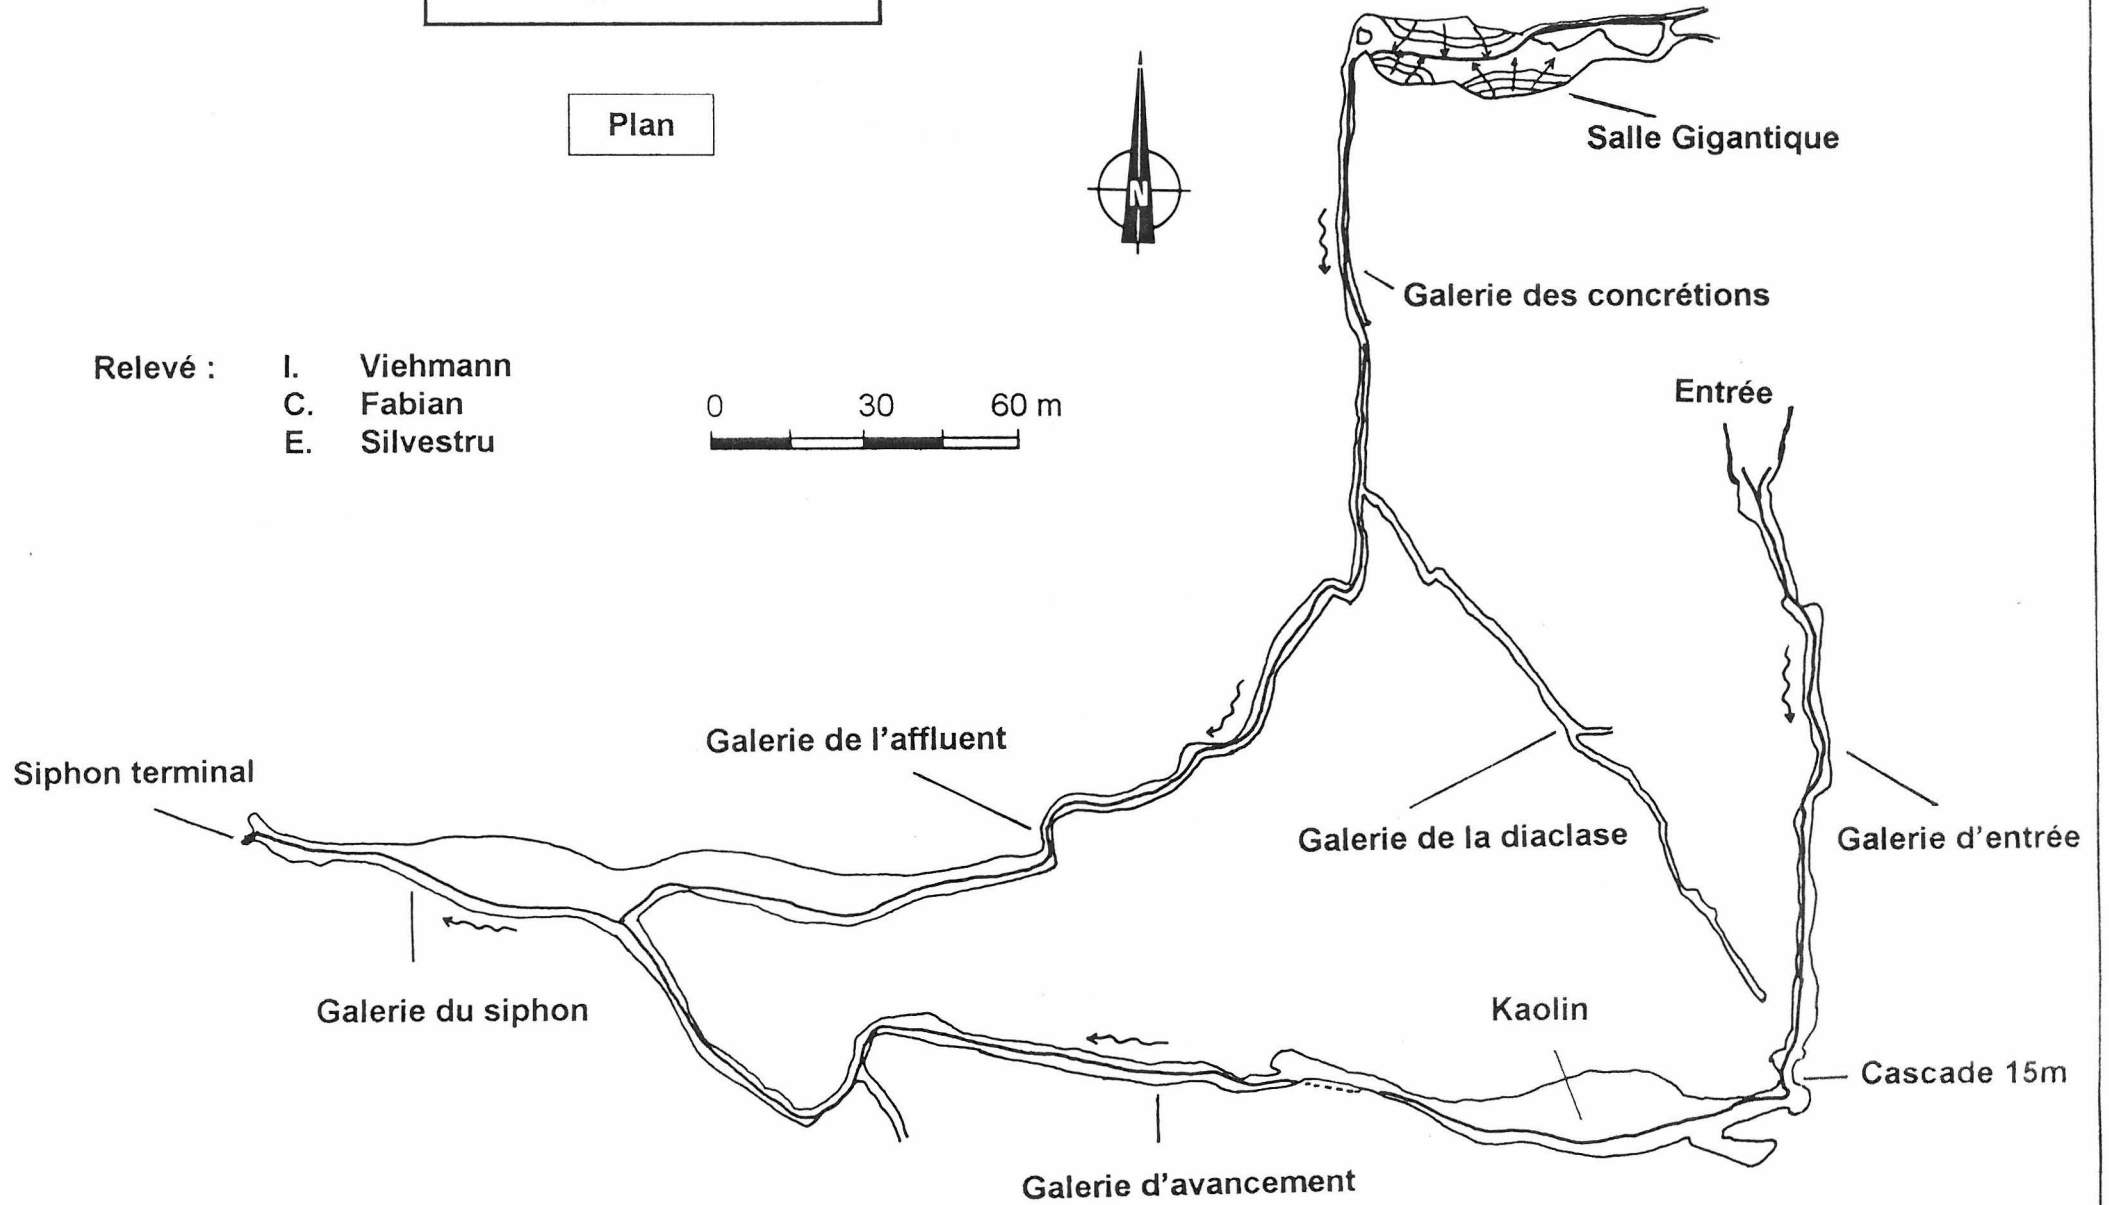 Plan
N
Salle Gigantique
Galerie des concrétions
Relevé : I. Viehmann
C. Fabian
E. Silvestru
0 30 60 m
Entrée
Galerie de l'affluent
Siphon terminal
Galerie de la diaclase
Galerie d'entrée
Galerie du siphon
Kaolin
Cascade 15m
Galerie d'avancement